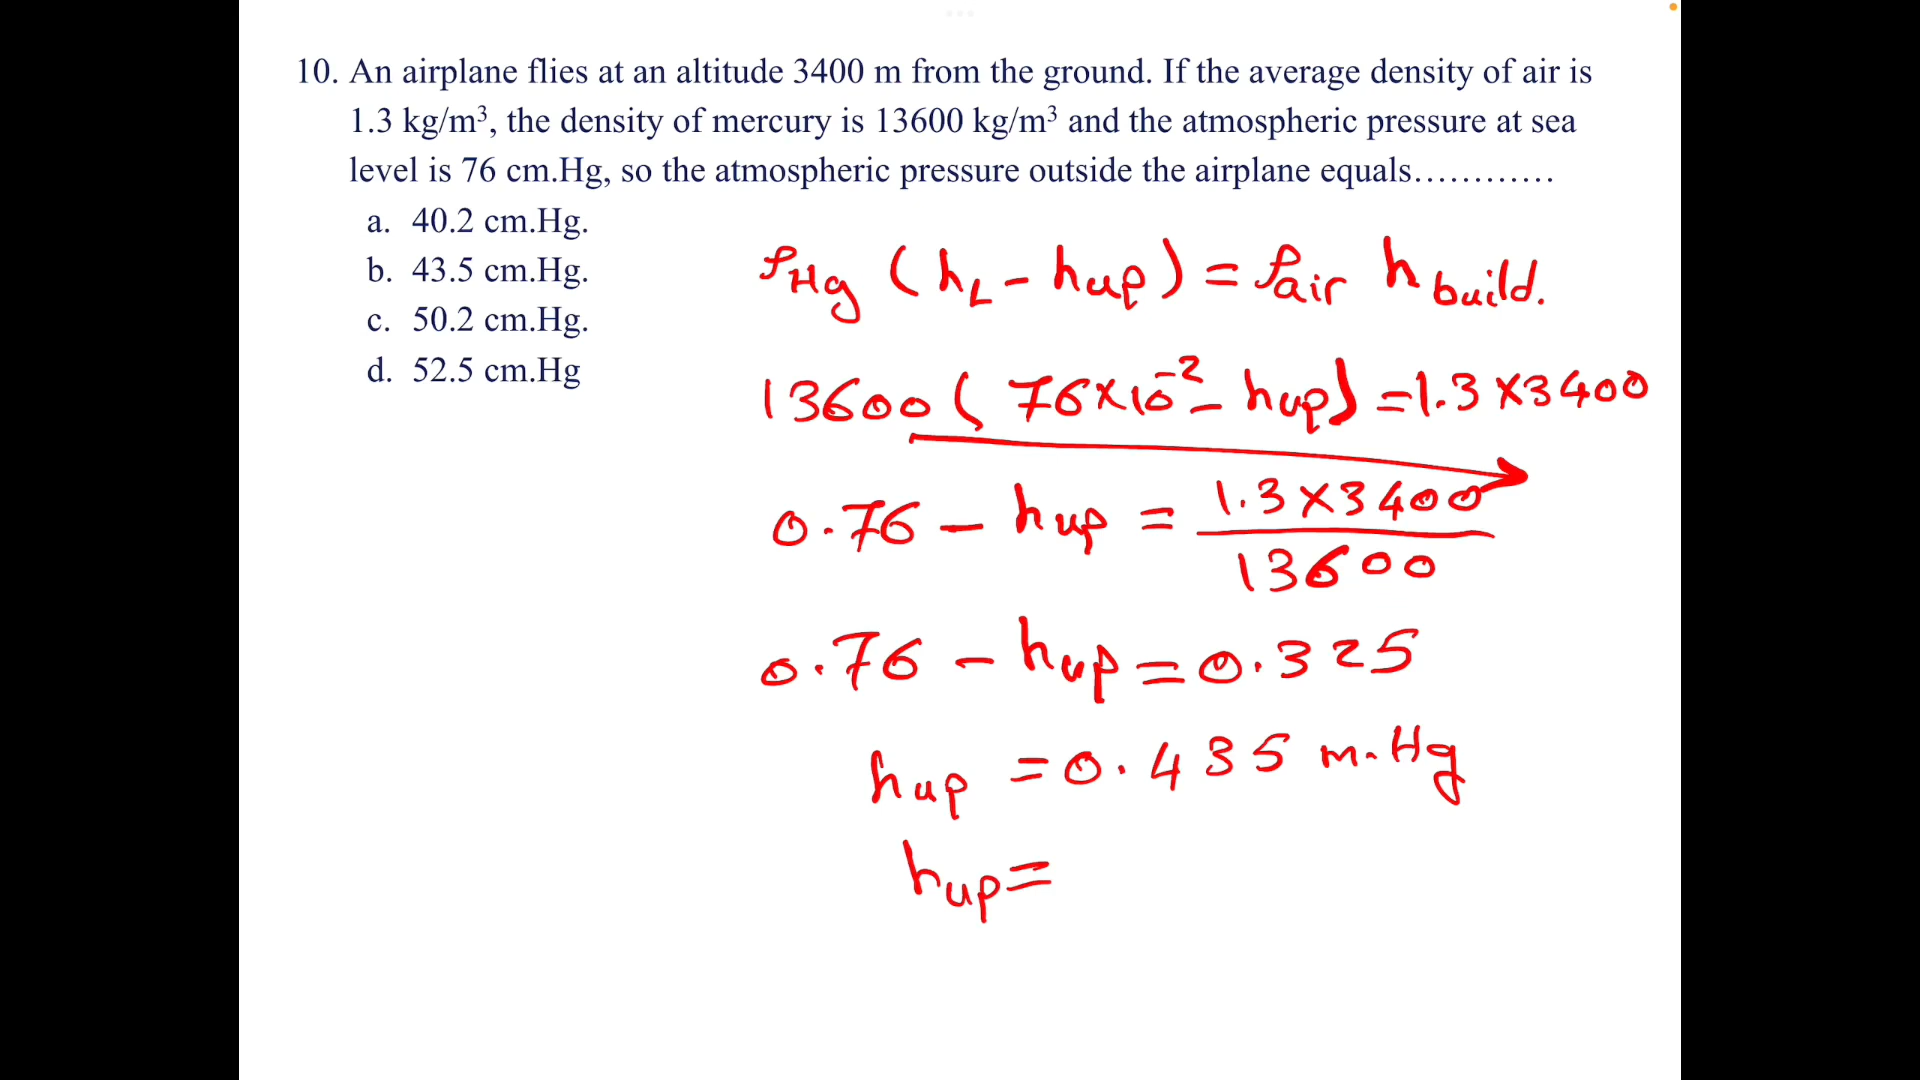 10. An airplane flies at an altitude 3400 m from the ground. If the average density of air is
1.3 kg/m³, the density of mercury is 13600 kg/m³ and the atmospheric pressure at sea
level is 76 cm.Hg, so the atmospheric pressure outside the airplane equals…………
a. 40.2 cm.Hg.
b. 43.5 cm.Hg.
c. 50.2 cm.Hg.
d. 52.5 cm.Hg
ρHg (hL - hup) = ρair h build.
13600 ( 76×10⁻² - hup) = 1.3 ×3400
0.76 - hup = 1.3×3400 / 13600
0.76 - hup = 0.325
hup = 0.435 m.Hg
hup =